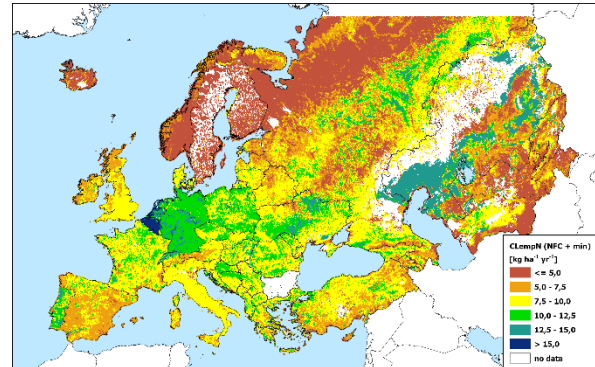 CLempN (NFC + min)
[kg ha⁻¹ yr⁻¹]
<= 5,0
5,0 - 7,5
7,5 - 10,0
10,0 - 12,5
12,5 - 15,0
> 15,0
no data